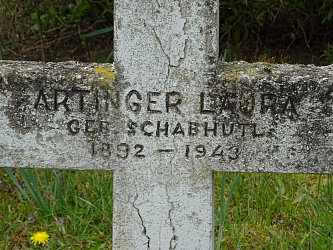 ARTINGER LAURA
GEB. SCHABHÜTL
1892 – 1943